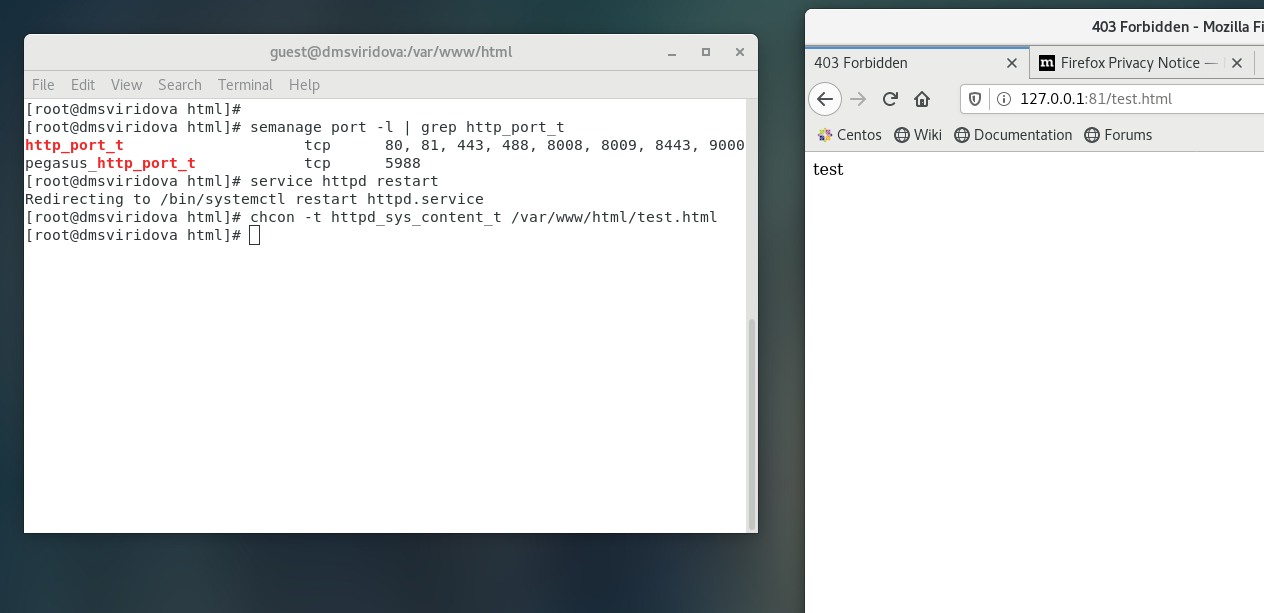 guest@dmsviridova:/var/www/html
File Edit View Search Terminal Help
[root@dmsviridova html]#
[root@dmsviridova html]# semanage port -l | grep http_port_t
http_port_t                    tcp      80, 81, 443, 488, 8008, 8009, 8443, 9000
pegasus_http_port_t            tcp      5988
[root@dmsviridova html]# service httpd restart
Redirecting to /bin/systemctl restart httpd.service
[root@dmsviridova html]# chcon -t httpd_sys_content_t /var/www/html/test.html
[root@dmsviridova html]#
403 Forbidden - Mozilla Fi
403 Forbidden
m Firefox Privacy Notice —
127.0.0.1:81/test.html
Centos Wiki Documentation Forums
test